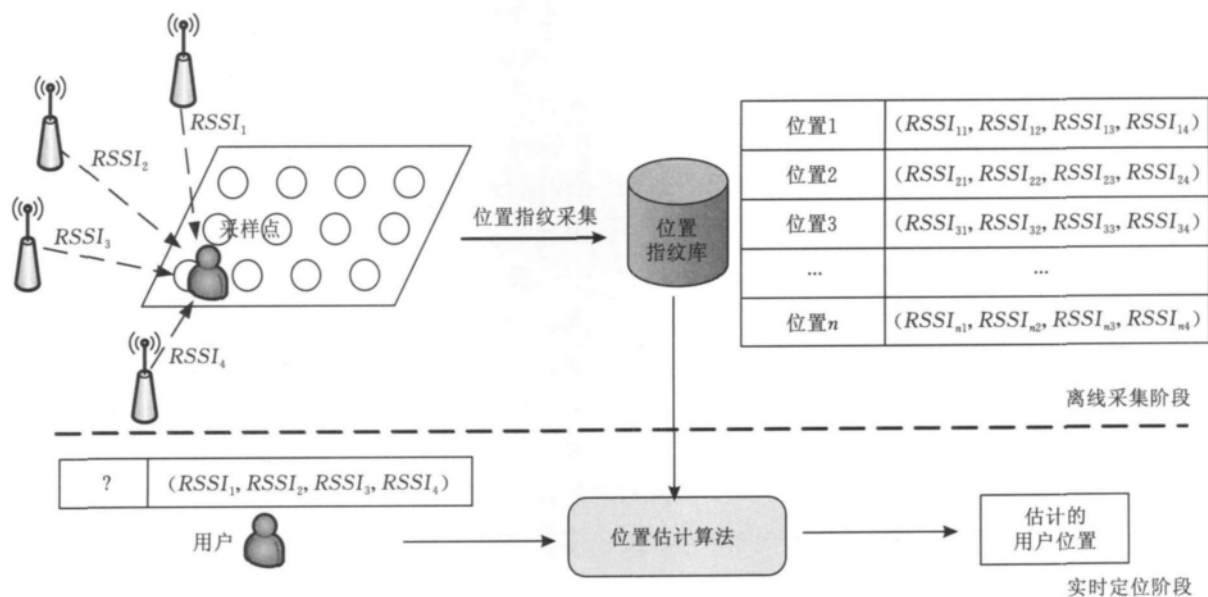 RSSI₁
RSSI₂
RSSI₃
RSSI₄
采样点
位置指纹采集
位置
指纹库
位置1 (RSSI₁₁, RSSI₁₂, RSSI₁₃, RSSI₁₄)
位置2 (RSSI₂₁, RSSI₂₂, RSSI₂₃, RSSI₂₄)
位置3 (RSSI₃₁, RSSI₃₂, RSSI₃₃, RSSI₃₄)
... ...
位置n (RSSIₙ₁, RSSIₙ₂, RSSIₙ₃, RSSIₙ₄)
离线采集阶段
? (RSSI₁, RSSI₂, RSSI₃, RSSI₄)
用户
位置估计算法
估计的
用户位置
实时定位阶段